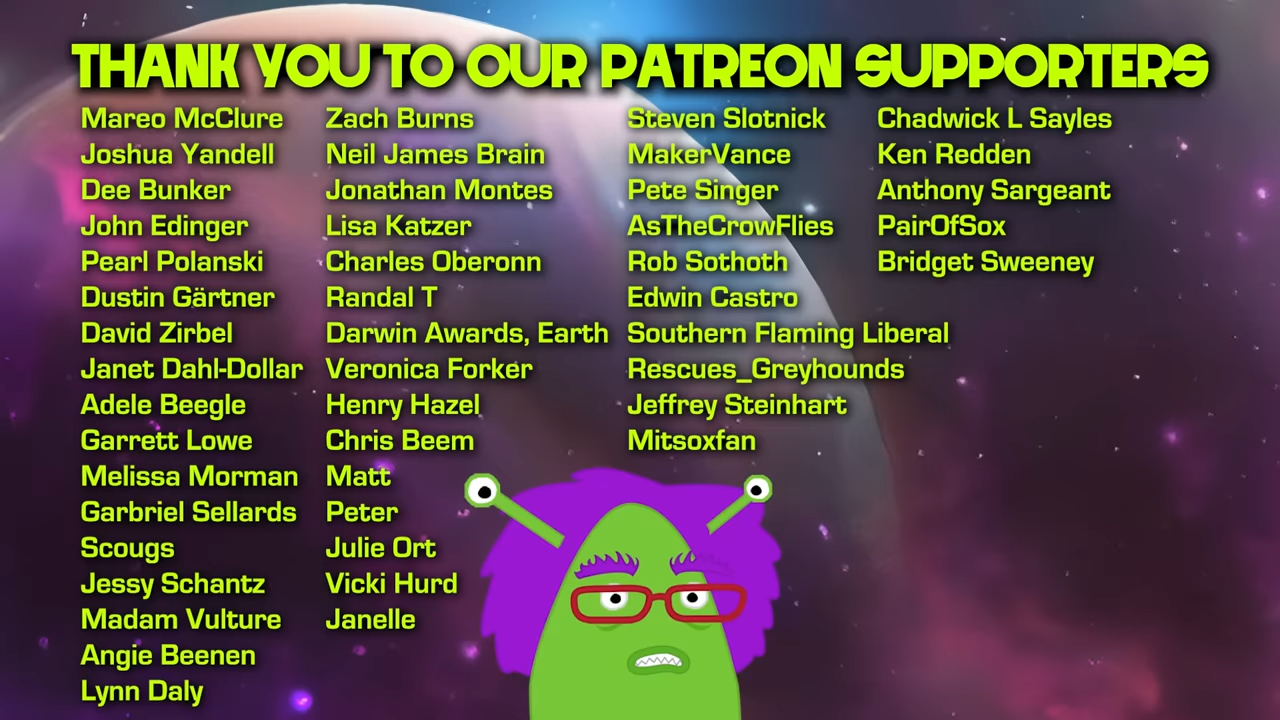 THANK YOU TO OUR PATREON SUPPORTERS
Mareo McClure
Joshua Yandell
Dee Bunker
John Edinger
Pearl Polanski
Dustin Gärtner
David Zirbel
Janet Dahl-Dollar
Adele Beegle
Garrett Lowe
Melissa Morman
Garbriel Sellards
Scougs
Jessy Schantz
Madam Vulture
Angie Beenen
Lynn Daly
Zach Burns
Neil James Brain
Jonathan Montes
Lisa Katzer
Charles Oberonn
Randal T
Darwin Awards, Earth
Veronica Forker
Henry Hazel
Chris Beem
Matt
Peter
Julie Ort
Vicki Hurd
Janelle
Steven Slotnick
MakerVance
Pete Singer
AsTheCrowFlies
Rob Sothoth
Edwin Castro
Southern Flaming Liberal
Rescues_Greyhounds
Jeffrey Steinhart
Mitsoxfan
Chadwick L Sayles
Ken Redden
Anthony Sargeant
PairOfSox
Bridget Sweeney